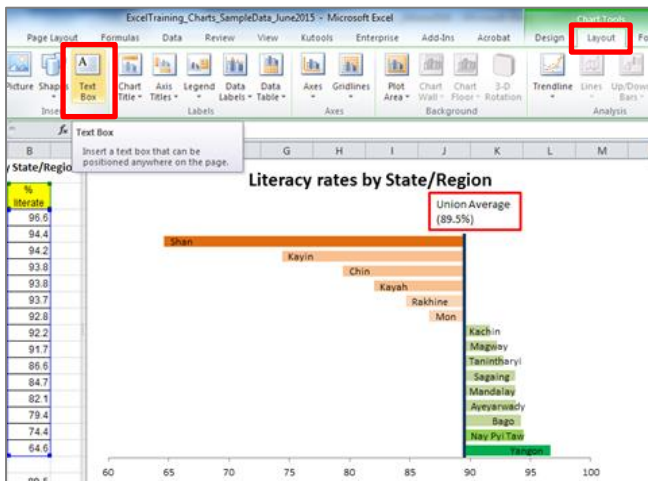 ExcelTraining_Charts_SampleData_June2015 - Microsoft Excel
Chart Tools
Page Layout Formulas Data Review View Kutools Enterprise Add-Ins Acrobat Design Layout Fo
Picture Shapes Text Box Chart Title Axis Titles Legend Data Labels Data Table Axes Gridlines Plot Area Chart Wall Chart Floor 3-D Rotation Trendline Lines Up/Down Bars
Inser Labels Axes Background Analysis
fx
Text Box
Insert a text box that can be
positioned anywhere on the page.
B G H I J K L M
y State/Regio
%
literate
96.6
94.4
94.2
93.8
93.8
93.7
92.8
92.2
91.7
86.6
84.7
82.1
79.4
74.4
64.6
89.5
Literacy rates by State/Region
Union Average
(89.5%)
Shan
Kayin
Chin
Kayah
Rakhine
Mon
Kachin
Magway
Tanintharyi
Sagaing
Mandalay
Ayeyarwady
Bago
Nay Pyi Taw
Yangon
60 65 70 75 80 85 90 95 100